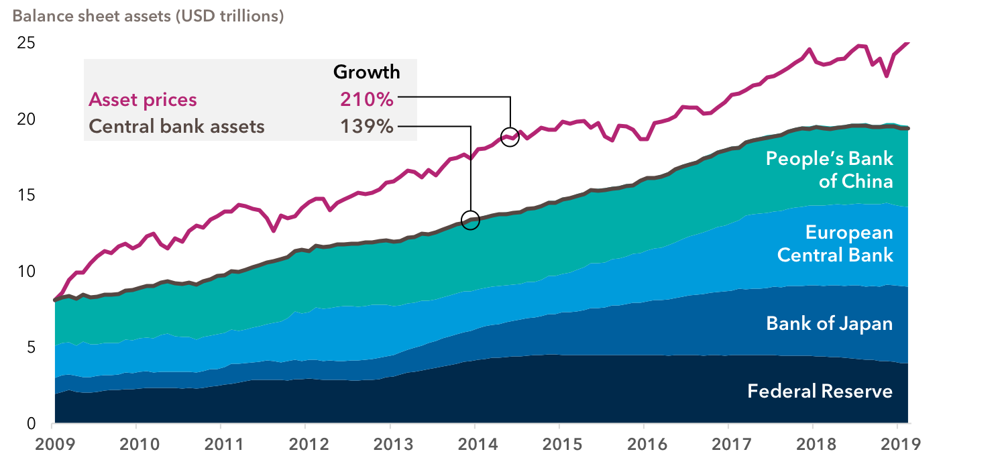 Balance sheet assets (USD trillions)
25
Growth
Asset prices 210%
20
Central bank assets 139%
People's Bank
of China
15
European
Central Bank
10
Bank of Japan
5
Federal Reserve
0
2009 2010 2011 2012 2013 2014 2015 2016 2017 2018 2019